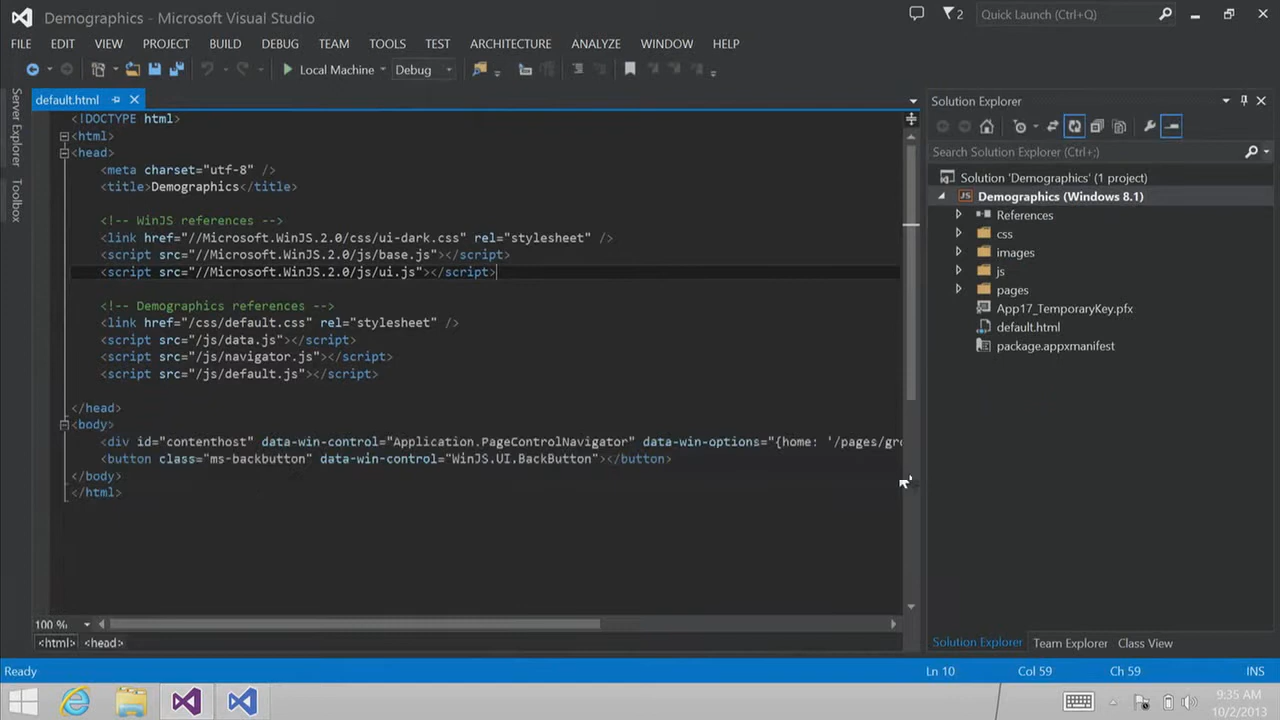 Demographics - Microsoft Visual Studio
2
Quick Launch (Ctrl+Q)
FILE EDIT VIEW PROJECT BUILD DEBUG TEAM TOOLS TEST ARCHITECTURE ANALYZE WINDOW HELP
Local Machine Debug
Server Explorer
Toolbox
default.html
<!DOCTYPE html>
<html>
<head>
<meta charset="utf-8" />
<title>Demographics</title>
<!-- WinJS references -->
<link href="//Microsoft.WinJS.2.0/css/ui-dark.css" rel="stylesheet" />
<script src="//Microsoft.WinJS.2.0/js/base.js"></script>
<script src="//Microsoft.WinJS.2.0/js/ui.js"></script>
<!-- Demographics references -->
<link href="/css/default.css" rel="stylesheet" />
<script src="/js/data.js"></script>
<script src="/js/navigator.js"></script>
<script src="/js/default.js"></script>
</head>
<body>
<div id="contenthost" data-win-control="Application.PageControlNavigator" data-win-options="{home: '/pages/gro
<button class="ms-backbutton" data-win-control="WinJS.UI.BackButton"></button>
</body>
</html>
100 %
<html> <head>
Solution Explorer
Search Solution Explorer (Ctrl+;)
Solution 'Demographics' (1 project)
JS Demographics (Windows 8.1)
References
css
images
js
pages
App17_TemporaryKey.pfx
default.html
package.appxmanifest
Solution Explorer Team Explorer Class View
Ready Ln 10 Col 59 Ch 59 INS
9:35 AM
10/2/2013